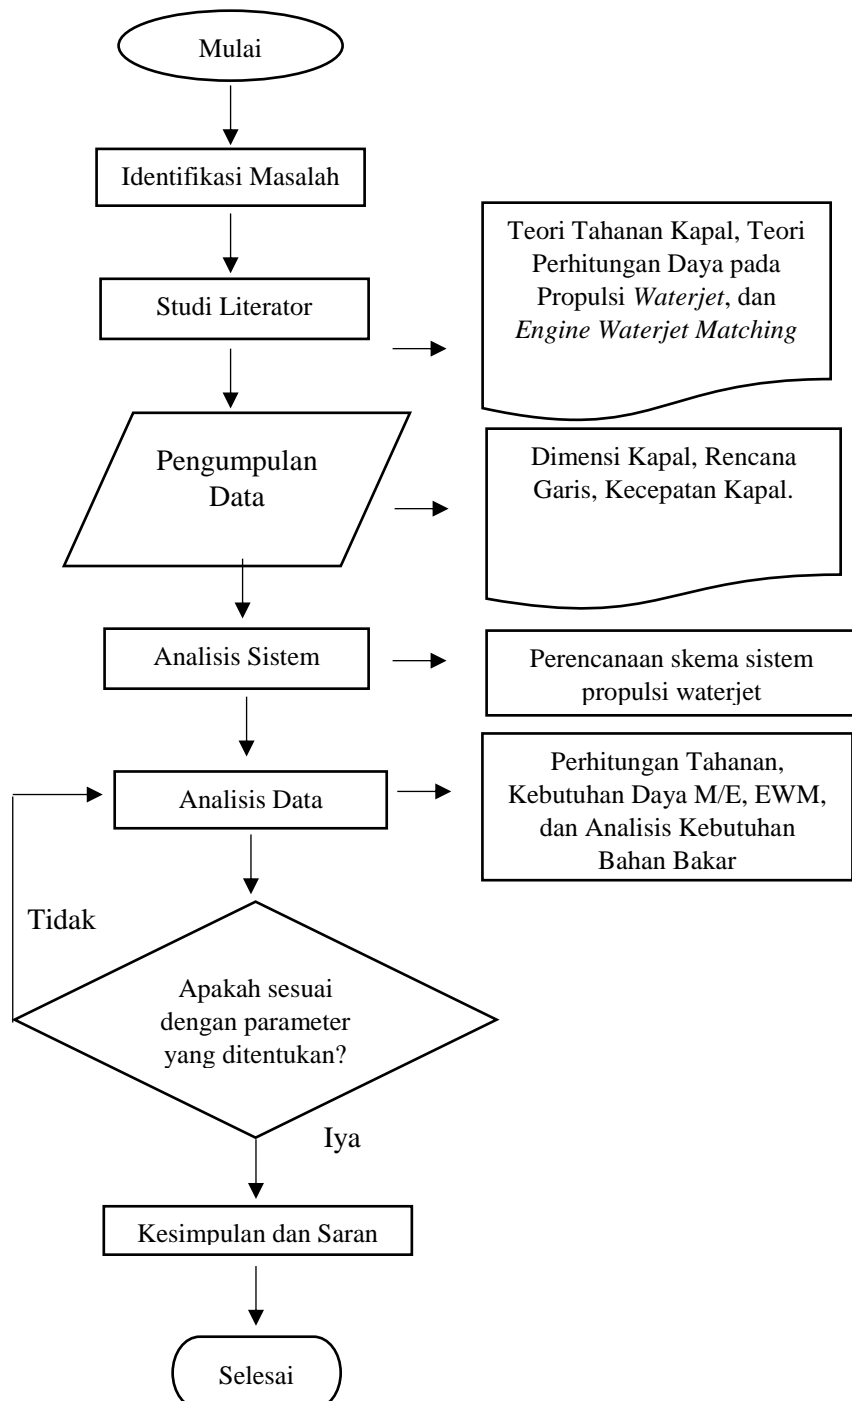 Mulai
Identifikasi Masalah
Studi Literator
Teori Tahanan Kapal, Teori
Perhitungan Daya pada
Propulsi Waterjet, dan
Engine Waterjet Matching
Pengumpulan
Data
Dimensi Kapal, Rencana
Garis, Kecepatan Kapal.
Analisis Sistem
Perencanaan skema sistem
propulsi waterjet
Analisis Data
Perhitungan Tahanan,
Kebutuhan Daya M/E, EWM,
dan Analisis Kebutuhan
Bahan Bakar
Tidak
Apakah sesuai
dengan parameter
yang ditentukan?
Iya
Kesimpulan dan Saran
Selesai